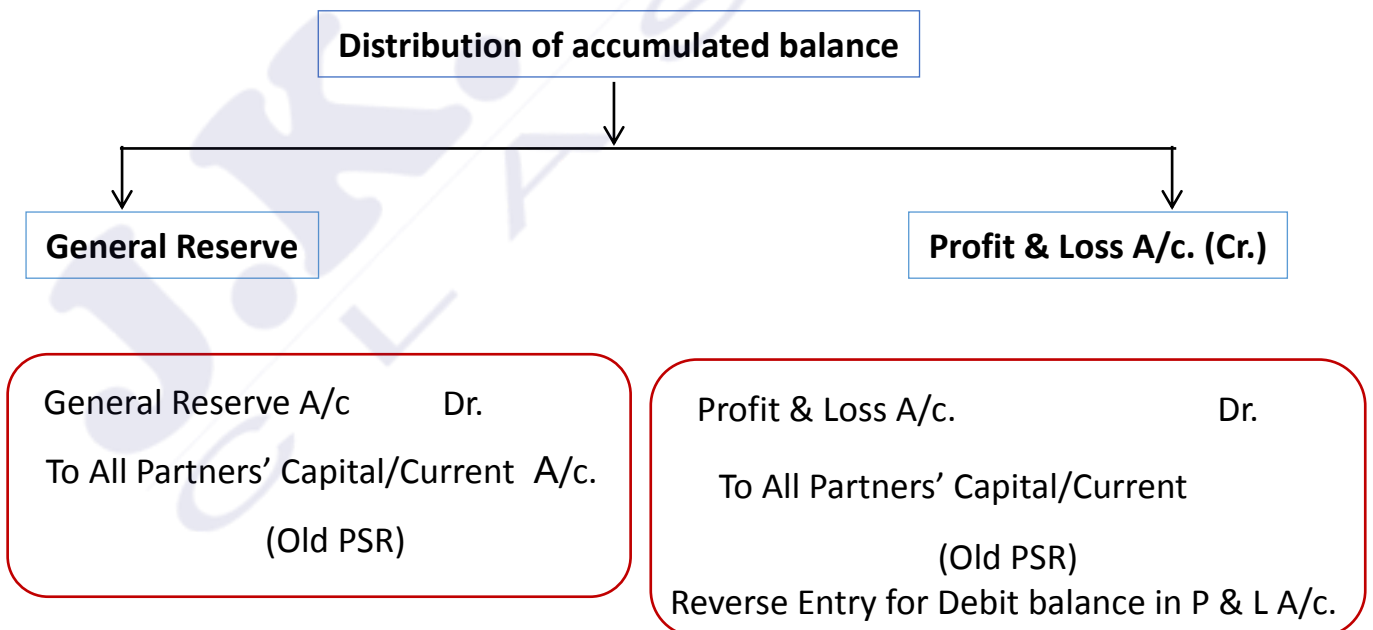 Distribution of accumulated balance
General Reserve
Profit & Loss A/c. (Cr.)
General Reserve A/c Dr.
To All Partners’ Capital/Current A/c.
(Old PSR)
Profit & Loss A/c. Dr.
To All Partners’ Capital/Current
(Old PSR)
Reverse Entry for Debit balance in P & L A/c.
J.K.
C L A S